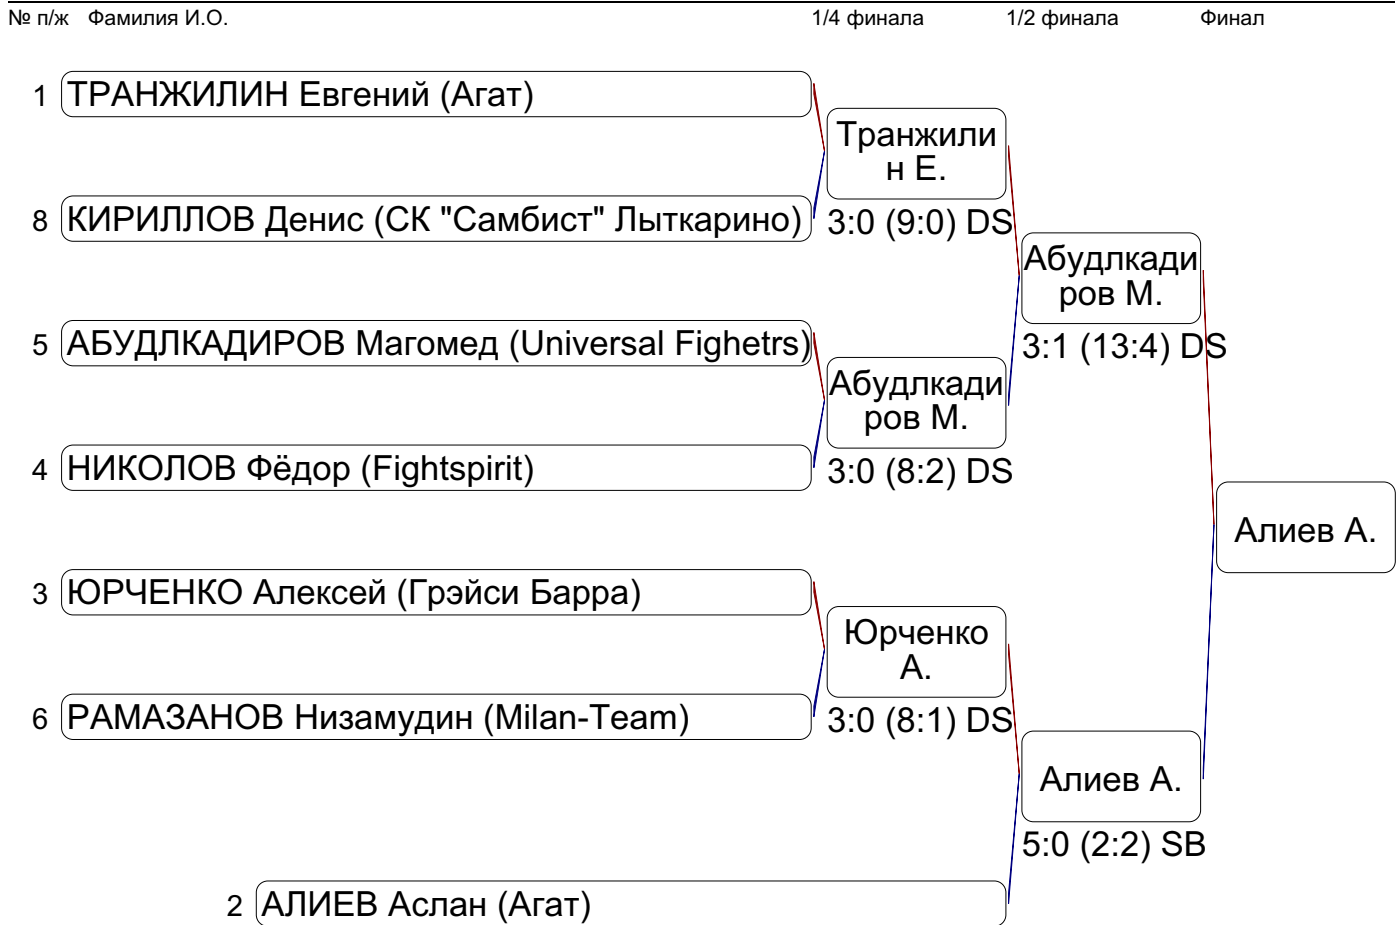 № п/ж Фамилия И.О. 1/4 финала 1/2 финала Финал
1 ТРАНЖИЛИН Евгений (Агат)
Транжили
н Е.
8 КИРИЛЛОВ Денис (СК "Самбист" Лыткарино) 3:0 (9:0) DS
Абудлкади
ров М.
5 АБУДЛКАДИРОВ Магомед (Universal Fighetrs) 3:1 (13:4) DS
Абудлкади
ров М.
4 НИКОЛОВ Фёдор (Fightspirit) 3:0 (8:2) DS
Алиев А.
3 ЮРЧЕНКО Алексей (Грэйси Барра)
Юрченко
А.
6 РАМАЗАНОВ Низамудин (Milan-Team) 3:0 (8:1) DS
Алиев А.
5:0 (2:2) SB
2 АЛИЕВ Аслан (Агат)